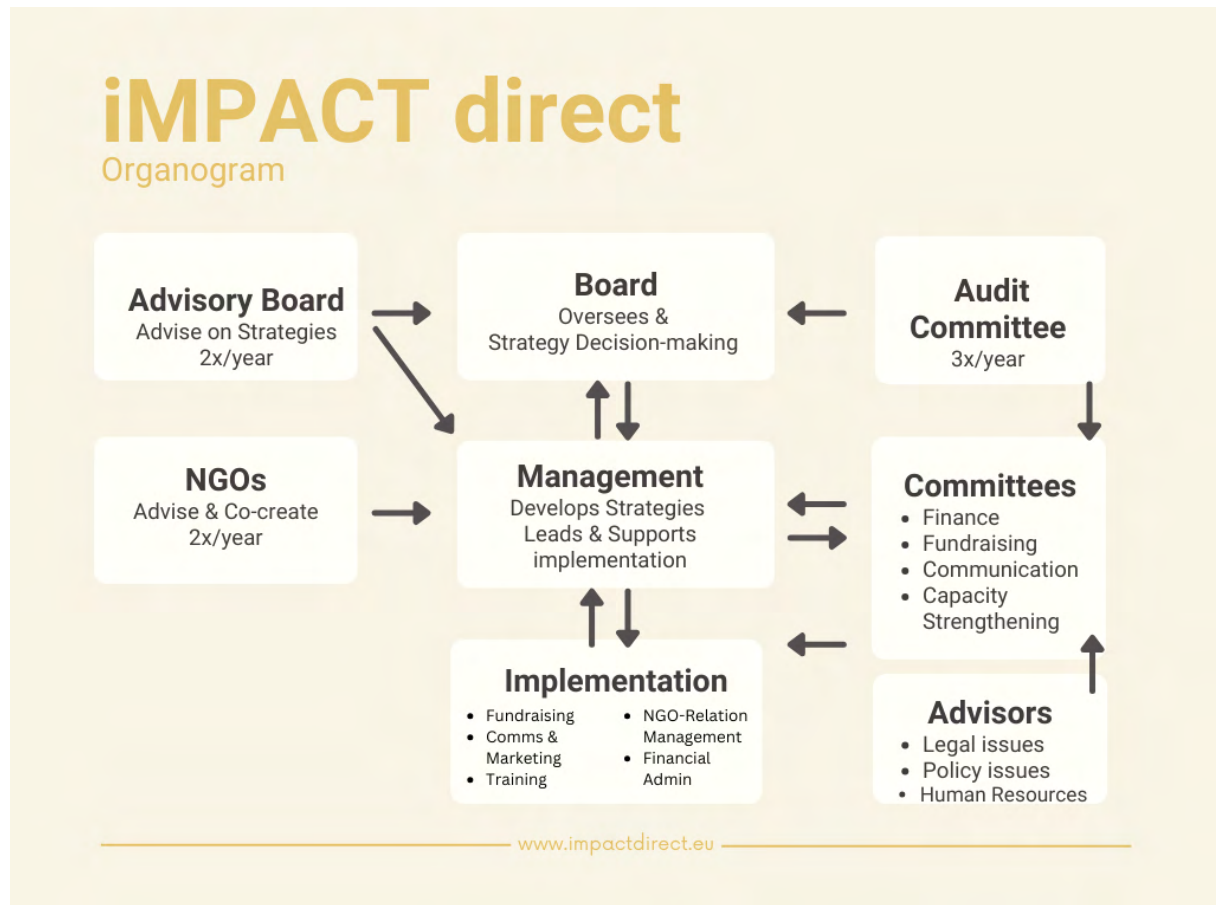 iMPACT direct
Organogram
Advisory Board
Advise on Strategies
2x/year
Board
Oversees &
Strategy Decision-making
Audit
Committee
3x/year
NGOs
Advise & Co-create
2x/year
Management
Develops Strategies
Leads & Supports
implementation
Committees
• Finance
• Fundraising
• Communication
• Capacity
Strengthening
Implementation
• Fundraising
• Comms &
Marketing
• Training
• NGO-Relation
Management
• Financial
Admin
Advisors
• Legal issues
• Policy issues
• Human Resources
www.impactdirect.eu